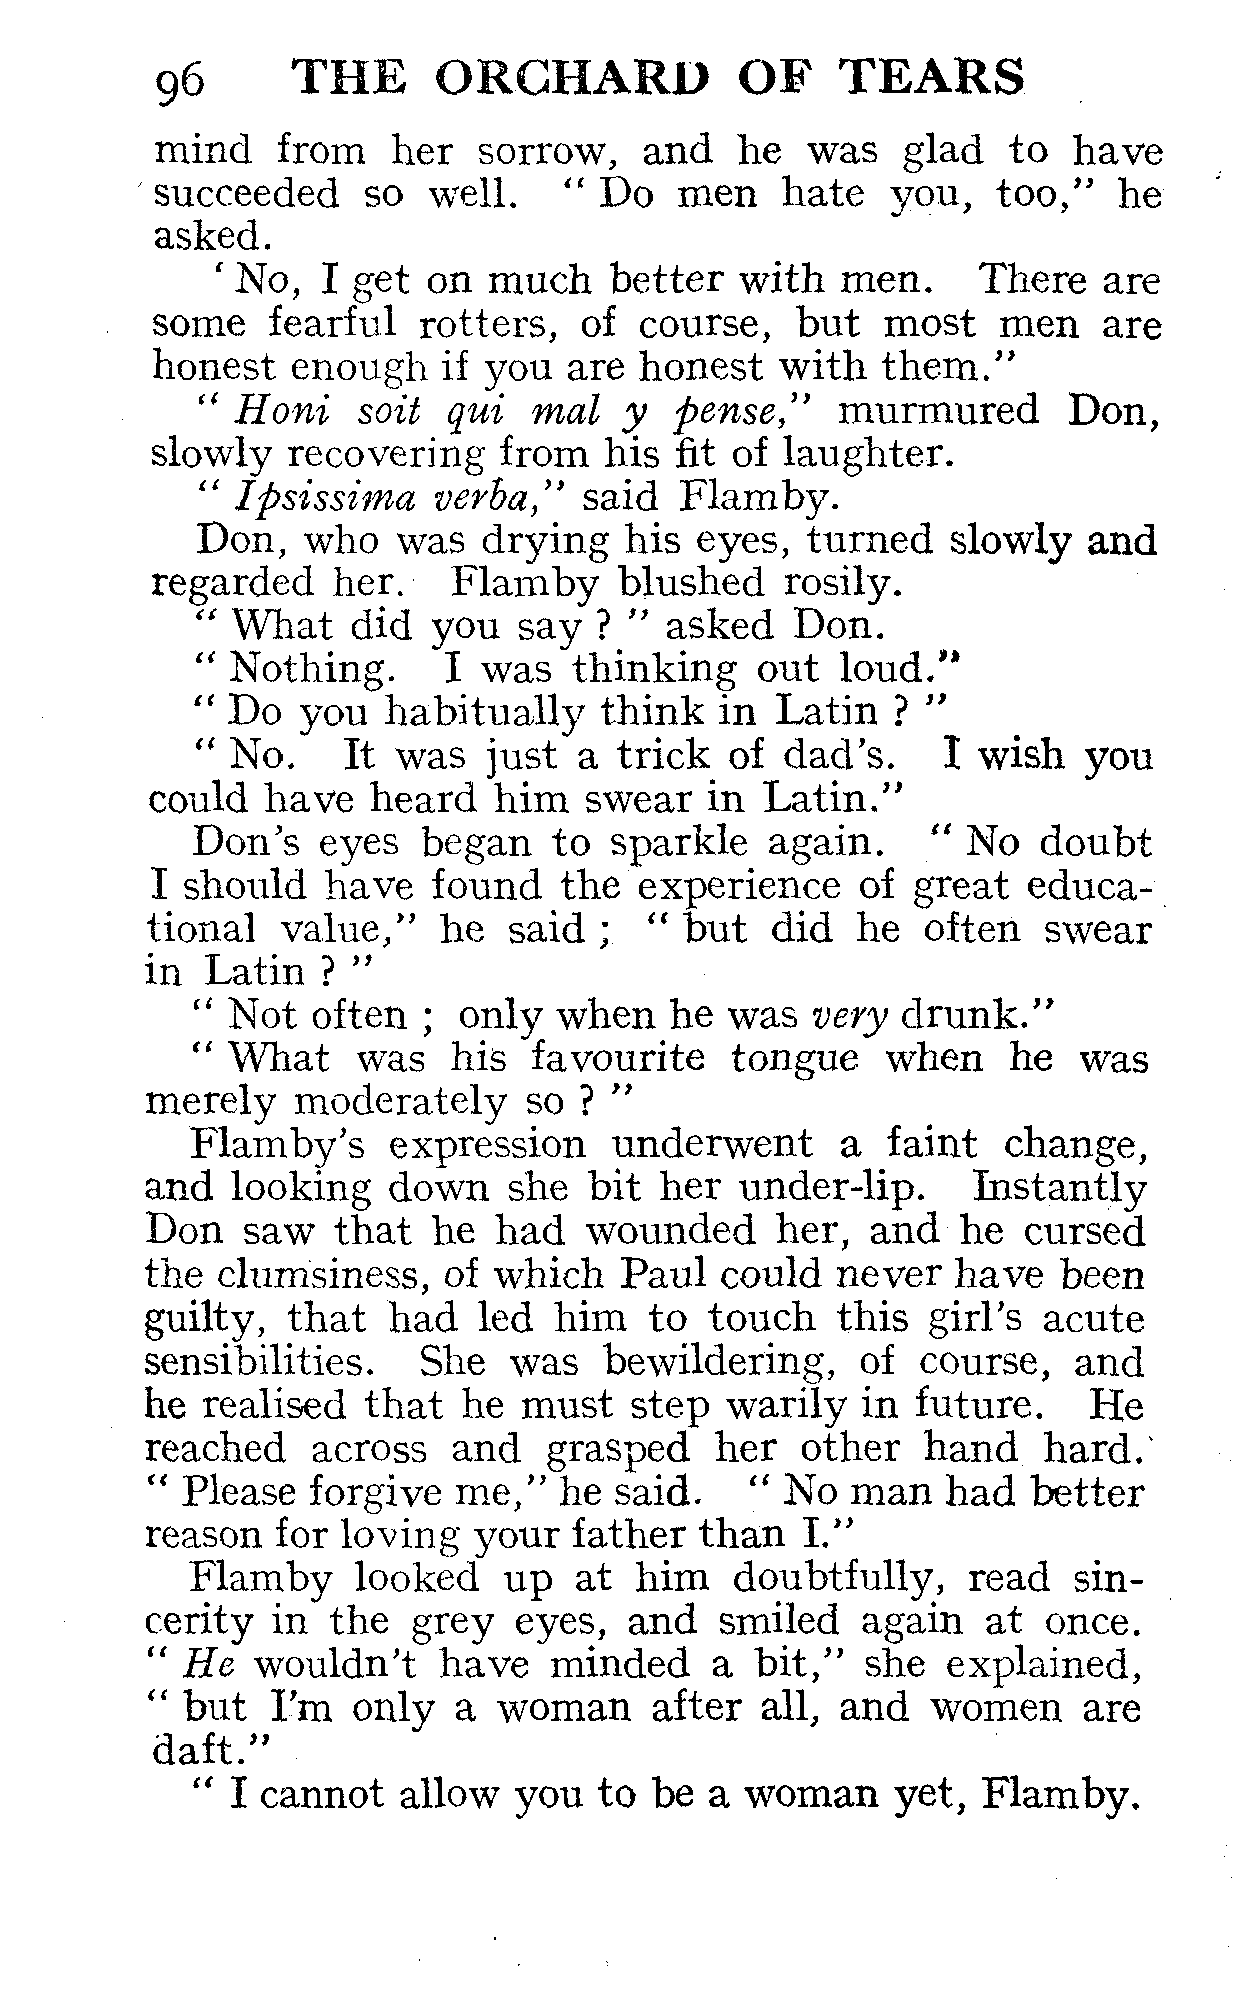 96 THE ORCHARD OF TEARS
mind from her sorrow, and he was glad to have
succeeded so well. " Do men hate you, too," he
asked.
' No, I get on much better with men. There are
some fearful rotters, of course, but most men are
honest enough if you are honest with them."
" Honi soit qui mal y pense," murmured Don,
slowly recovering from his fit of laughter.
" Ipsissima verba," said Flamby.
Don, who was drying his eyes, turned slowly and
regarded her. Flamby blushed rosily.
" What did you say ? " asked Don.
" Nothing. I was thinking out loud."
" Do you habitually think in Latin ? "
" No. It was just a trick of dad's. I wish you
could have heard him swear in Latin."
Don's eyes began to sparkle again. " No doubt
I should have found the experience of great educa-
tional value," he said ; " but did he often swear
in Latin ? "
" Not often ; only when he was very drunk."
" What was his favourite tongue when he was
merely moderately so ? "
Flamby's expression underwent a faint change,
and looking down she bit her under-lip. Instantly
Don saw that he had wounded her, and he cursed
the clumsiness, of which Paul could never have been
guilty, that had led him to touch this girl's acute
sensibilities. She was bewildering, of course, and
he realised that he must step warily in future. He
reached across and grasped her other hand hard.
" Please forgive me," he said. " No man had better
reason for loving your father than I."
Flamby looked up at him doubtfully, read sin-
cerity in the grey eyes, and smiled again at once.
" He wouldn't have minded a bit," she explained,
" but I'm only a woman after all, and women are
daft."
" I cannot allow you to be a woman yet, Flamby.